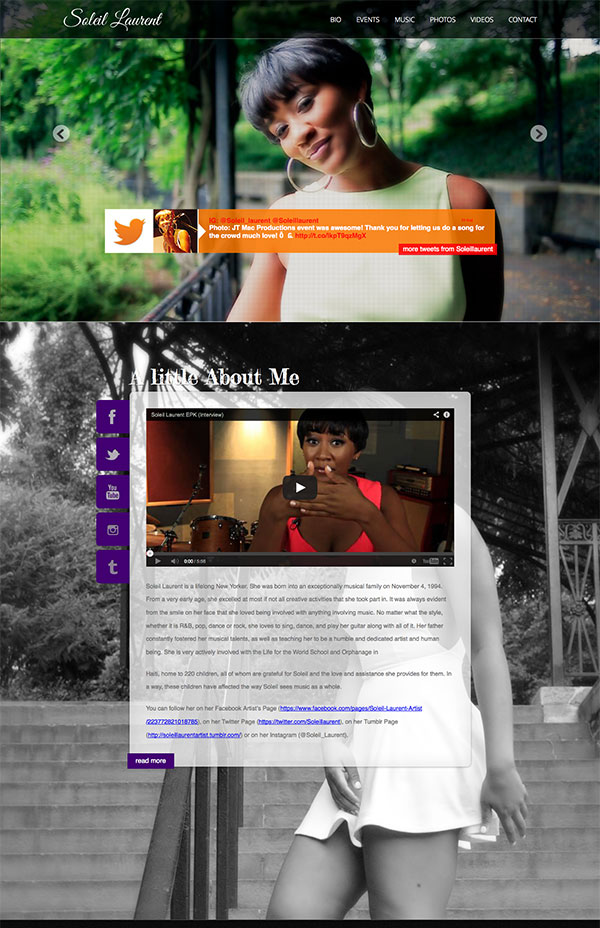 Soleil Laurent
BIO EVENTS MUSIC PHOTOS VIDEOS CONTACT
IG: @Soleil_laurent @Soleillaurent
Photo: JT Mac Productions event was awesome! Thank you for letting us do a song for
the crowd much love! Û & http://t.co/lkpT9qzMgX
more tweets from Soleillaurent
A little About Me
Soleil Laurent EPK (Interview)
0:00 / 5:55
YouTube
You
Tube
Soleil Laurent is a lifelong New Yorker. She was born into an exceptionally musical family on November 4, 1994.
From a very early age, she excelled at most if not all creative activities that she took part in. It was always evident
from the smile on her face that she loved being involved with anything involving music. No matter what the style,
whether it is R&B, pop, dance or rock, she loves to sing, dance, and play her guitar along with all of it. Her father
constantly fostered her musical talents, as well as teaching her to be a humble and dedicated artist and human
being. She is very actively involved with the Life for the World School and Orphanage in
Haiti, home to 220 children, all of whom are grateful for Soleil and the love and assistance she provides for them. In
a way, these children have affected the way Soleil sees music as a whole.
You can follow her on her Facebook Artist's Page (https://www.facebook.com/pages/Soleil-Laurent-Artist
/223772821018785), on her Twitter Page (https://twitter.com/Soleillaurent), on her Tumblr Page
(http://soleillaurentartist.tumblr.com/) or on her Instagram (@Soleil_Laurent).
read more